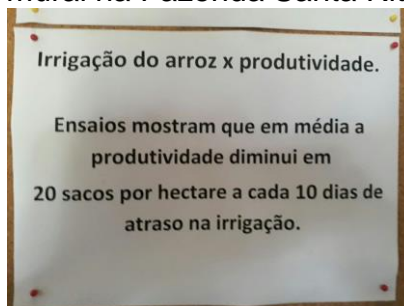 Irrigação do arroz x produtividade.
Ensaios mostram que em média a
produtividade diminui em
20 sacos por hectare a cada 10 dias de
atraso na irrigação.